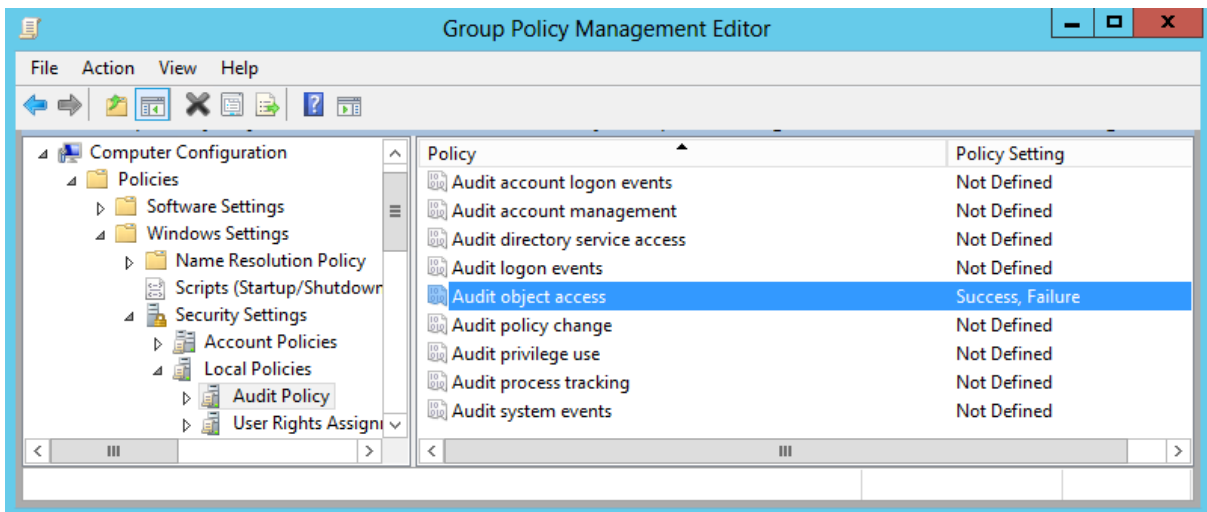 Group Policy Management Editor
File Action View Help
Computer Configuration
Policies
Software Settings
Windows Settings
Name Resolution Policy
Scripts (Startup/Shutdown
Security Settings
Account Policies
Local Policies
Audit Policy
User Rights Assign
Policy Policy Setting
Audit account logon events Not Defined
Audit account management Not Defined
Audit directory service access Not Defined
Audit logon events Not Defined
Audit object access Success, Failure
Audit policy change Not Defined
Audit privilege use Not Defined
Audit process tracking Not Defined
Audit system events Not Defined